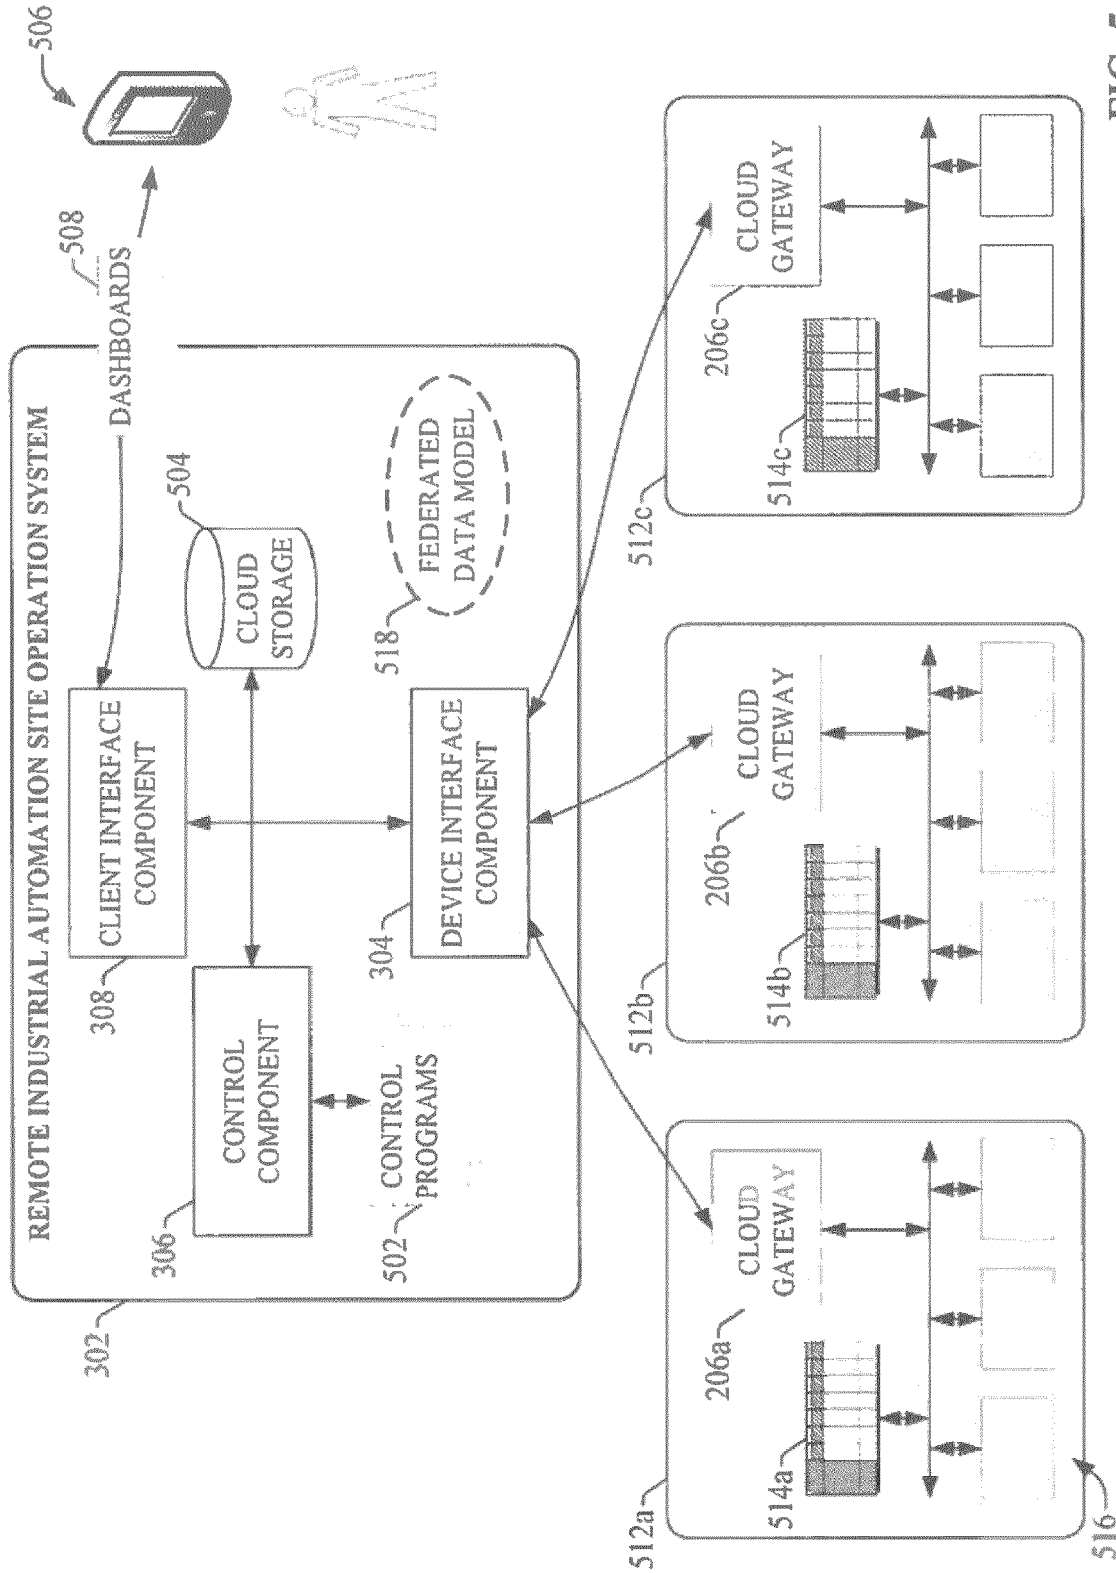 506
508
DASHBOARDS
REMOTE INDUSTRIAL AUTOMATION SITE OPERATION SYSTEM
302
308
CLIENT INTERFACE
COMPONENT
504
CLOUD
STORAGE
306
CONTROL
COMPONENT
502
CONTROL
PROGRAMS
304
DEVICE INTERFACE
COMPONENT
518
FEDERATED
DATA MODEL
512a
206a
CLOUD
GATEWAY
514a
516
512b
206b
CLOUD
GATEWAY
514b
512c
206c
CLOUD
GATEWAY
514c